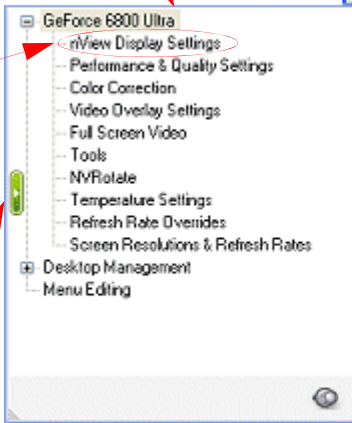 GeForce 6800 Ultra
nView Display Settings
Performance & Quality Settings
Color Correction
Video Overlay Settings
Full Screen Video
Tools
NVRotate
Temperature Settings
Refresh Rate Overrides
Screen Resolutions & Refresh Rates
Desktop Management
Menu Editing